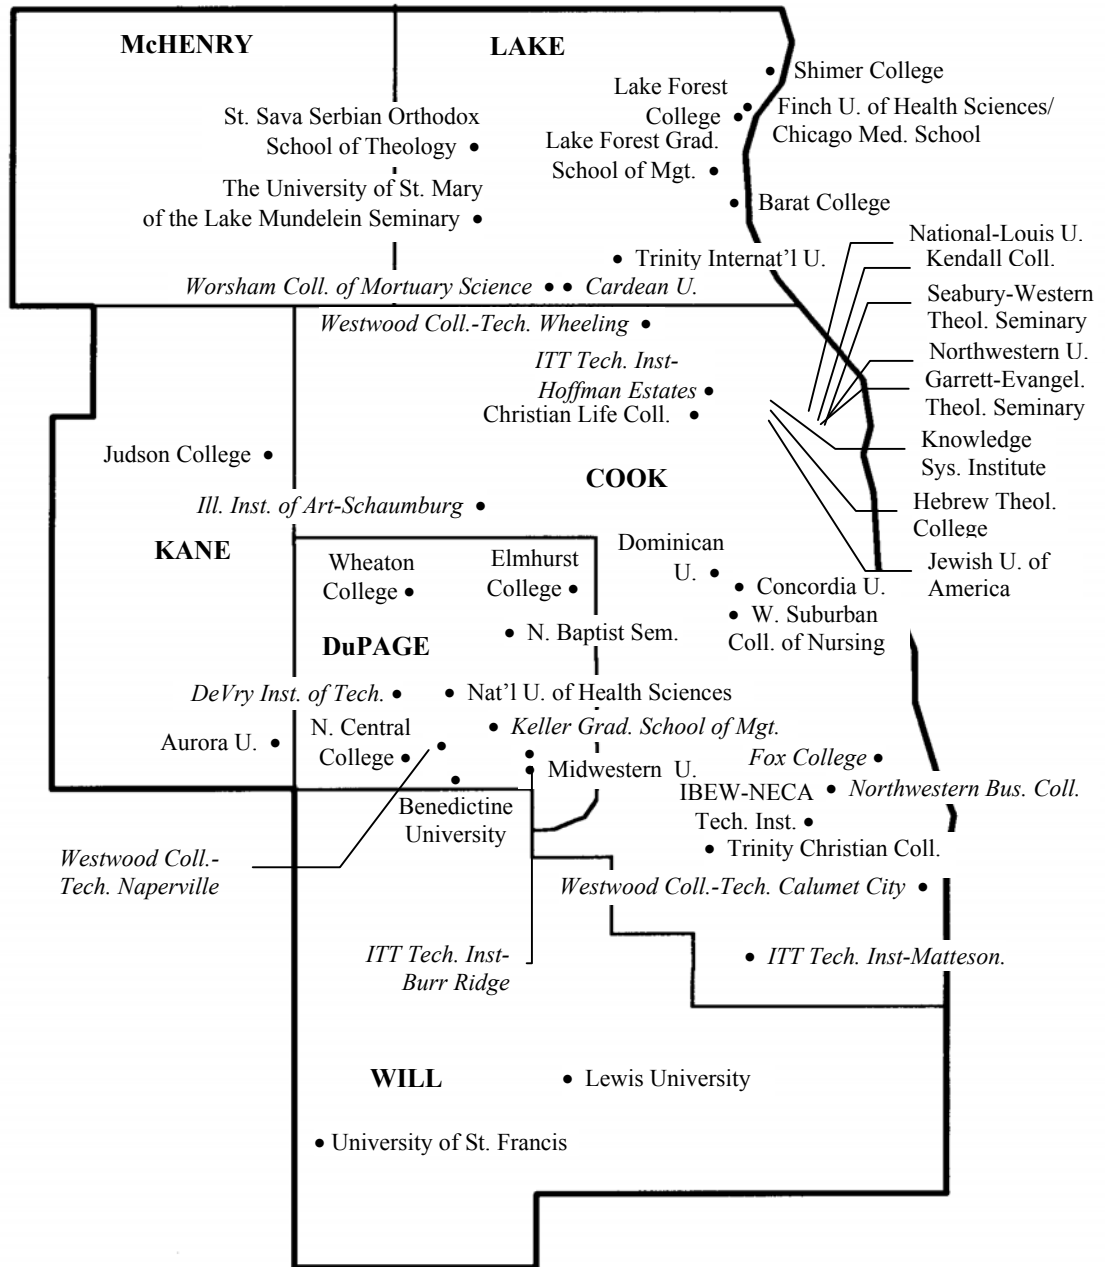 McHENRY
LAKE
Shimer College
Lake Forest
College
Finch U. of Health Sciences/
Chicago Med. School
St. Sava Serbian Orthodox
School of Theology
Lake Forest Grad.
School of Mgt.
The University of St. Mary
of the Lake Mundelein Seminary
Barat College
National-Louis U.
Kendall Coll.
Trinity Internat'l U.
Worsham Coll. of Mortuary Science
Cardean U.
Seabury-Western
Theol. Seminary
Westwood Coll.-Tech. Wheeling
Northwestern U.
ITT Tech. Inst-
Hoffman Estates
Garrett-Evangel.
Theol. Seminary
Christian Life Coll.
Knowledge
Sys. Institute
Judson College
COOK
Ill. Inst. of Art-Schaumburg
Hebrew Theol.
College
KANE
Wheaton
College
Elmhurst
College
Dominican
U.
Jewish U. of
America
Concordia U.
W. Suburban
Coll. of Nursing
N. Baptist Sem.
DuPAGE
DeVry Inst. of Tech.
Nat'l U. of Health Sciences
Keller Grad. School of Mgt.
Aurora U.
N. Central
College
Midwestern U.
Fox College
Northwestern Bus. Coll.
IBEW-NECA
Tech. Inst.
Benedictine
University
Trinity Christian Coll.
Westwood Coll.-
Tech. Naperville
Westwood Coll.-Tech. Calumet City
ITT Tech. Inst-
Burr Ridge
ITT Tech. Inst-Matteson.
WILL
Lewis University
University of St. Francis